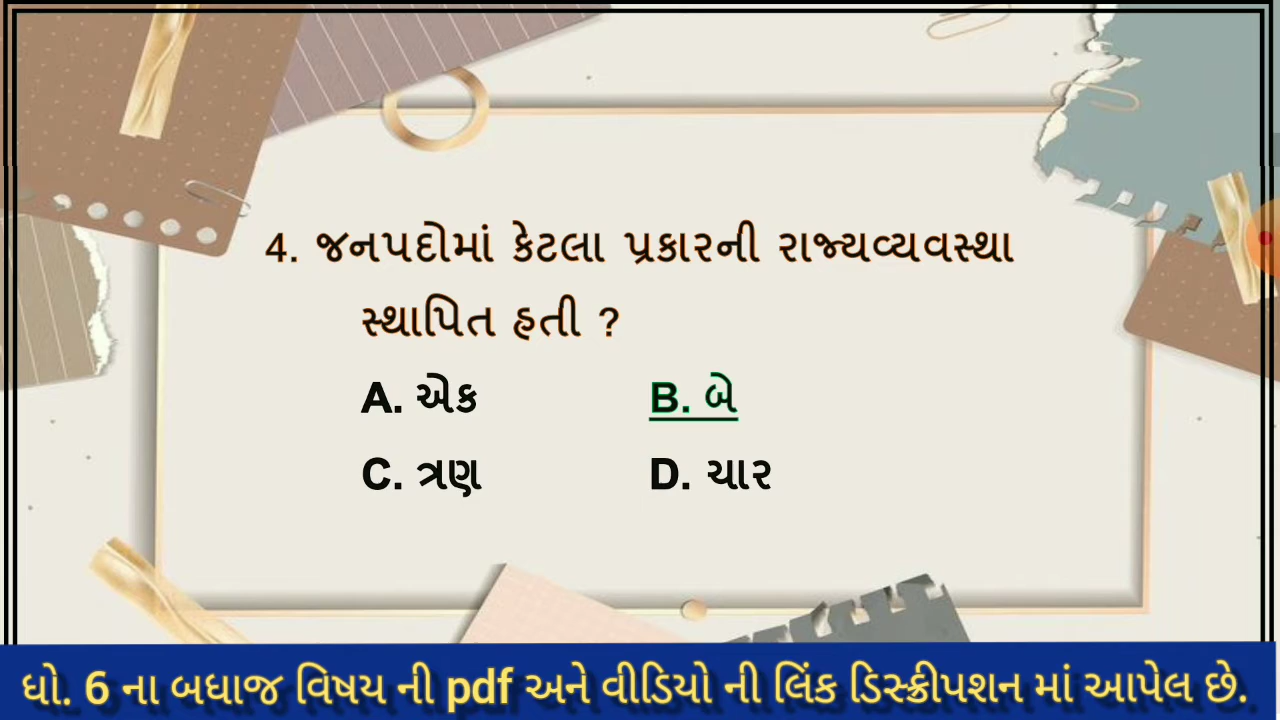 4. જનપદોમાં કેટલા પ્રકારની રાજ્યવ્યવસ્થા
સ્થાપિત હતી ?
A. એક B. બે
C. ત્રણ D. ચાર
ધો. 6 ના બધાજ વિષય ની pdf અને વીડિયો ની લિંક ડિસ્ક્રીપશન માં આપેલ છે.